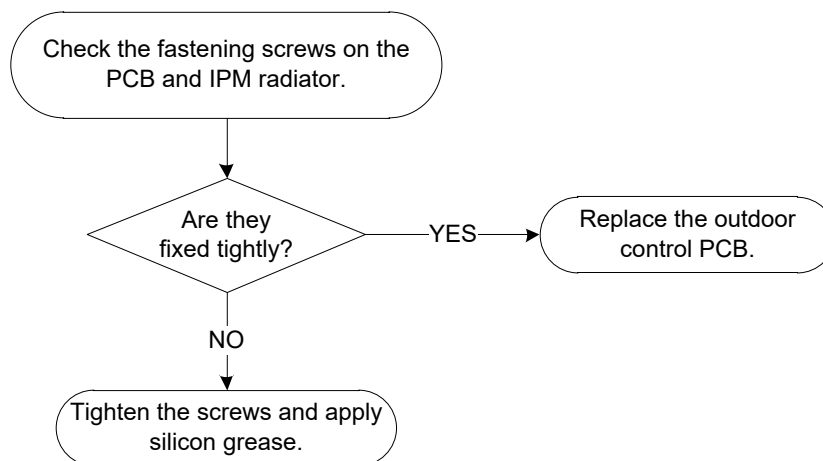 Check the fastening screws on the
PCB and IPM radiator.
Are they
fixed tightly?
YES
Replace the outdoor
control PCB.
NO
Tighten the screws and apply
silicon grease.